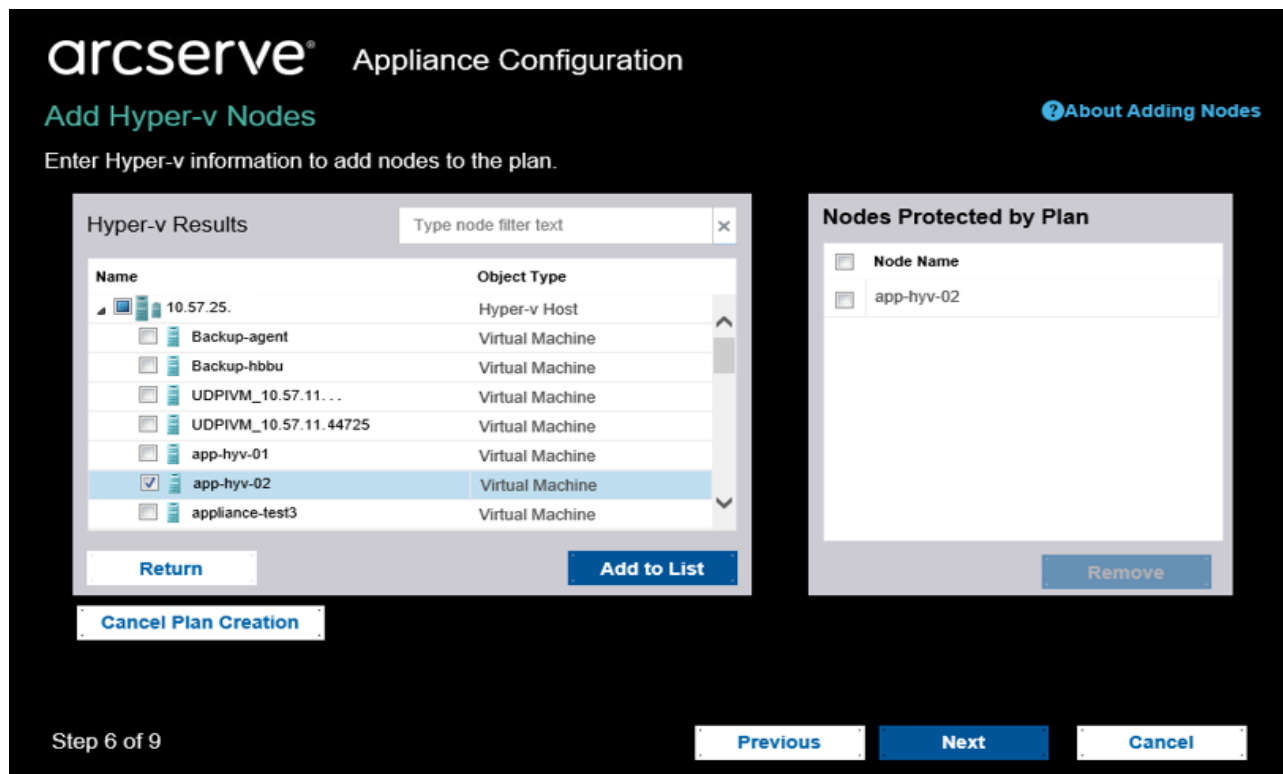 arcserve® Appliance Configuration
Add Hyper-v Nodes
?About Adding Nodes
Enter Hyper-v information to add nodes to the plan.
Hyper-v Results
Type node filter text
×
Name Object Type
10.57.25. Hyper-v Host
Backup-agent Virtual Machine
Backup-hbbu Virtual Machine
UDPIVM_10.57.11... Virtual Machine
UDPIVM_10.57.11.44725 Virtual Machine
app-hyv-01 Virtual Machine
app-hyv-02 Virtual Machine
appliance-test3 Virtual Machine
Return
Add to List
Nodes Protected by Plan
Node Name
app-hyv-02
Remove
Cancel Plan Creation
Step 6 of 9
Previous
Next
Cancel